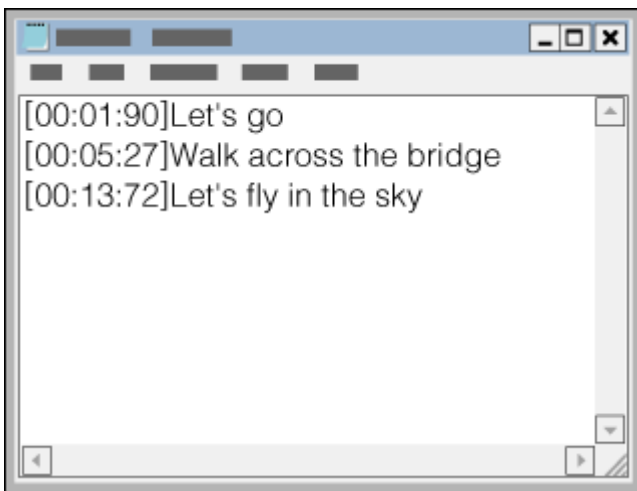 [00:01:90]Let's go
[00:05:27]Walk across the bridge
[00:13:72]Let's fly in the sky